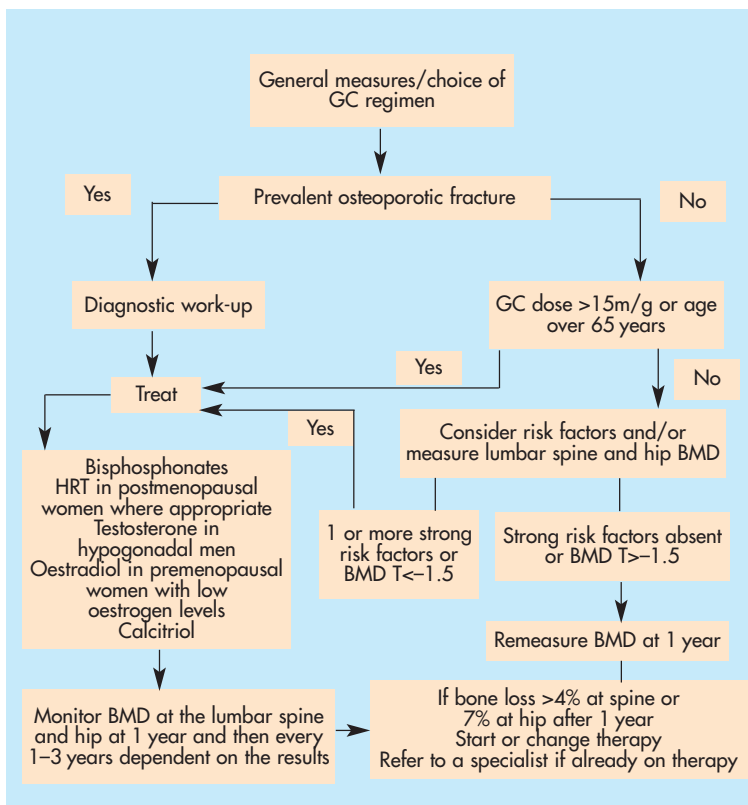 General measures/choice of
GC regimen
Yes
Prevalent osteoporotic fracture
No
Diagnostic work-up
GC dose >15m/g or age
over 65 years
Yes
No
Treat
Yes
Consider risk factors and/or
measure lumbar spine and hip BMD
Bisphosphonates
HRT in postmenopausal
women where appropriate
Testosterone in
hypogonadal men
Oestradiol in premenopausal
women with low
oestrogen levels
Calcitriol
1 or more strong
risk factors or
BMD T<–1.5
Strong risk factors absent
or BMD T>–1.5
Remeasure BMD at 1 year
Monitor BMD at the lumbar spine
and hip at 1 year and then every
1–3 years dependent on the results
If bone loss >4% at spine or
7% at hip after 1 year
Start or change therapy
Refer to a specialist if already on therapy